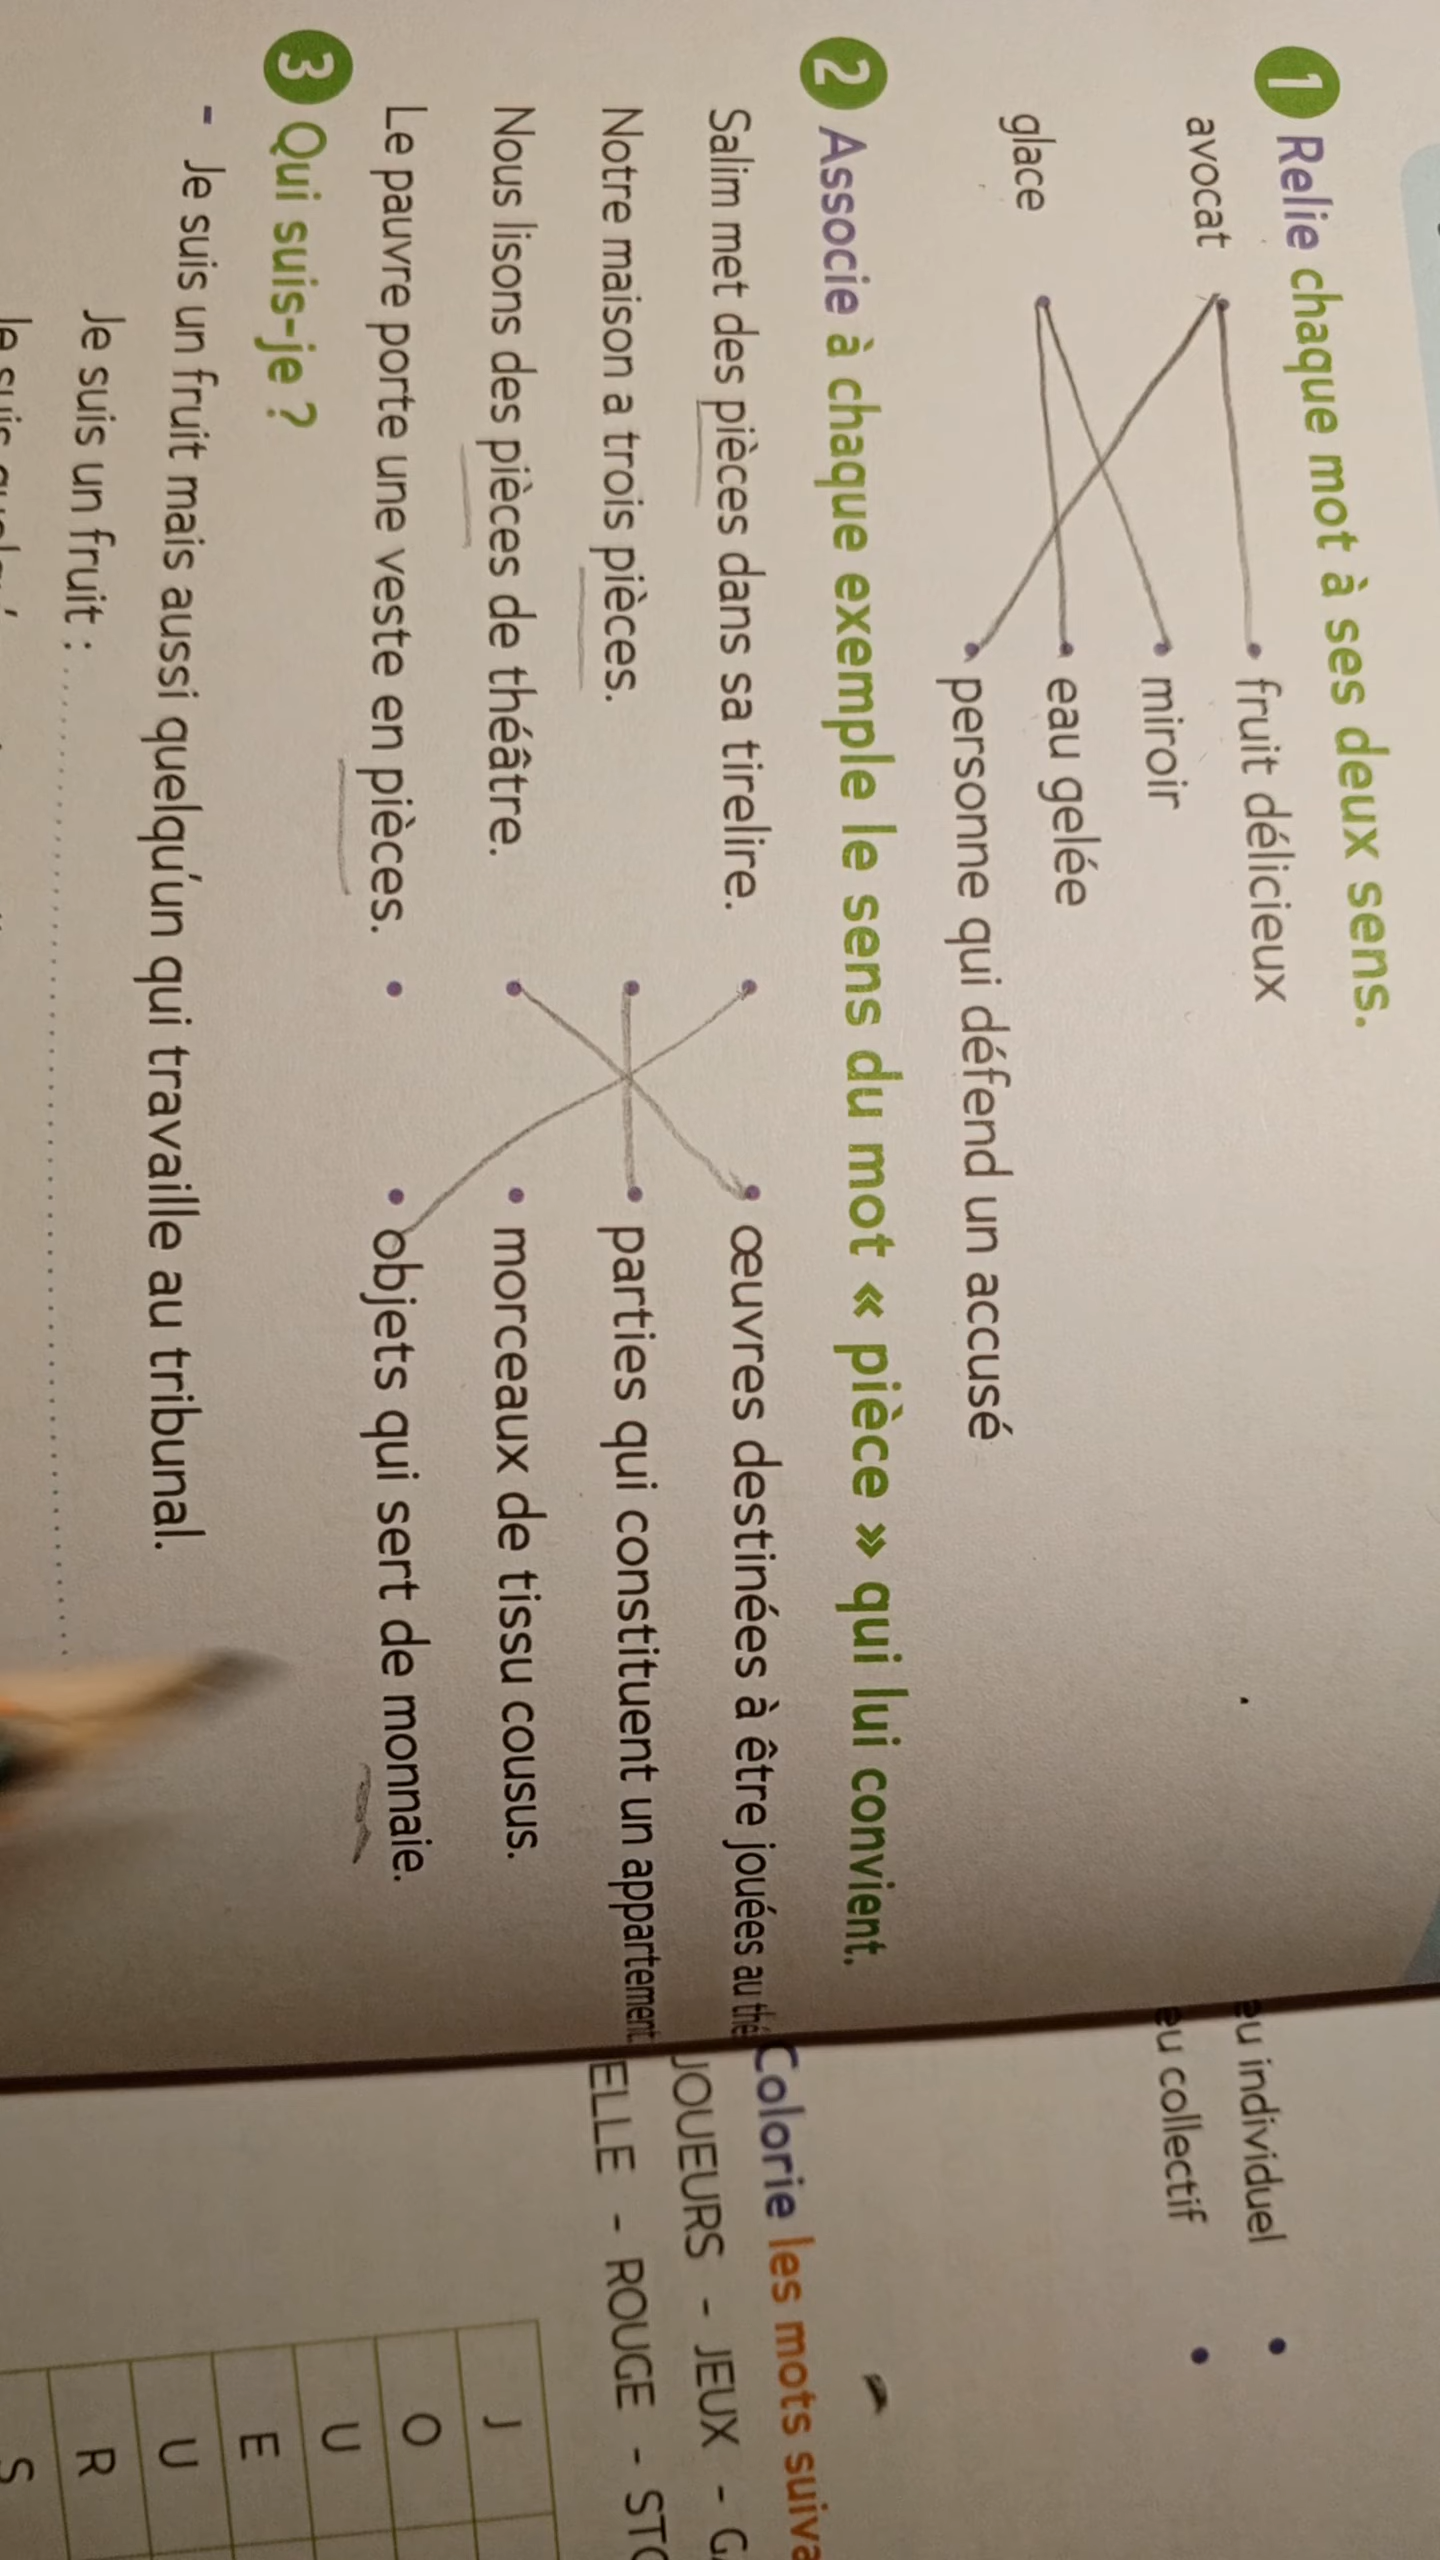 1 Relie chaque mot à ses deux sens.
avocat • • fruit délicieux
• miroir
glace • • eau gelée
• personne qui défend un accusé
2 Associe à chaque exemple le sens du mot « pièce » qui lui convient.
Salim met des pièces dans sa tirelire. • • œuvres destinées à être jouées au
Notre maison a trois pièces. • • parties qui constituent un appartement.
Nous lisons des pièces de théâtre. • • morceaux de tissu cousus.
Le pauvre porte une veste en pièces. • • objets qui sert de monnaie.
3 Qui suis-je ?
- Je suis un fruit mais aussi quelqu'un qui travaille au tribunal.
Je suis un fruit : ..........
Je suis
eu individuel •
eu collectif •
Colorie les mots
JOUEURS - JEUX -
ELLE - ROUGE -
J
O
U
E
U
R
S